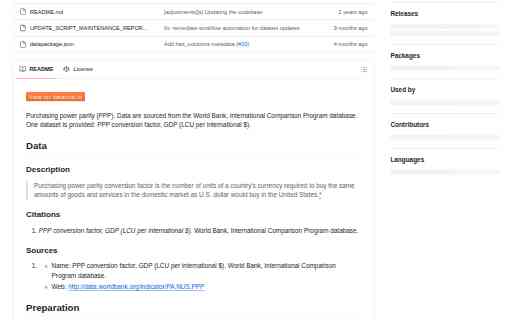 README.md [adjustments][s] Updating the codebase 2 years ago
UPDATE_SCRIPT_MAINTENANCE_REPOR... fix: remediate workflow automation for dataset updates 3 months ago
datapackage.json Add hast_columns metadata (#20) 4 months ago
Releases
Packages
Used by
Contributors
Languages
README License
Purchasing power parity (PPP). Data are sourced from the World Bank, International Comparison Program database.
One dataset is provided: PPP conversion factor, GDP (LCU per international $).
Data
Description
Purchasing power parity conversion factor is the number of units of a country's currency required to buy the same
amounts of goods and services in the domestic market as U.S. dollar would buy in the United States.¹
Citations
1. PPP conversion factor, GDP (LCU per international $). World Bank, International Comparison Program database.
Sources
1. Name: PPP conversion factor, GDP (LCU per international $). World Bank, International Comparison
Program database.
Web: http://data.worldbank.org/indicator/PA.NUS.PPP
Preparation